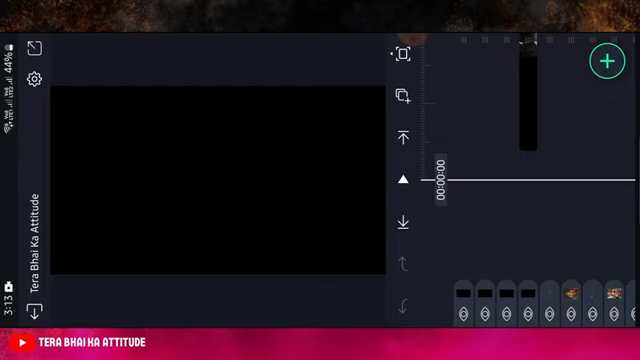 44%
Tera Bhai Ka Attitude
3:13
00:00:00
TERA BHAI KA ATTITUDE